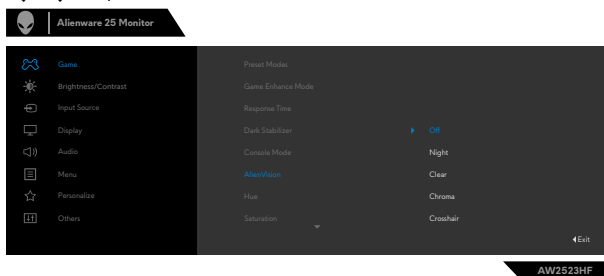 Alienware 25 Monitor
Game
Preset Modes
Brightness/Contrast
Game Enhance Mode
Input Source
Response Time
Display
Dark Stabilizer
Off
Audio
Console Mode
Night
Menu
AlienVision
Clear
Personalize
Hue
Chroma
Others
Saturation
Crosshair
Exit
AW2523HF